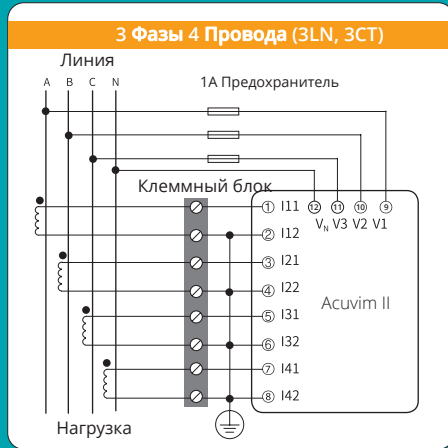 3 Фазы 4 Провода (3LN, 3CT)
Линия
A B C N
1А Предохранитель
Клеммный блок
1 I11
12 11 10 9
VN V3 V2 V1
2 I12
3 I21
4 I22
Acuvim II
5 I31
6 I32
7 I41
8 I42
Нагрузка